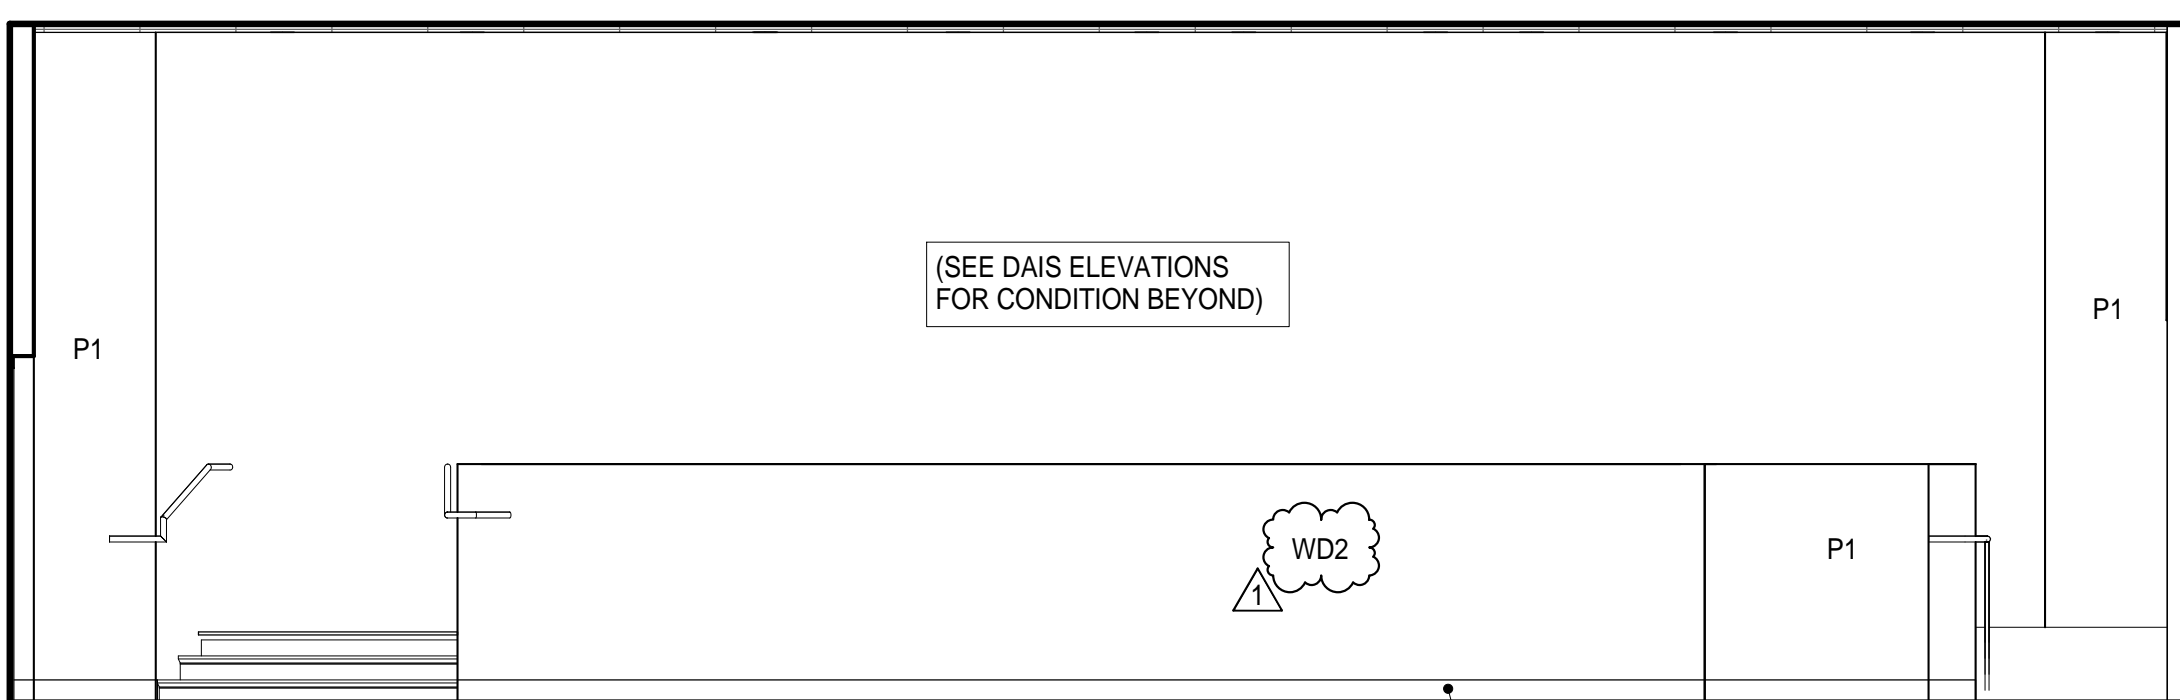 (SEE DAIS ELEVATIONS
FOR CONDITION BEYOND)
P1
P1
WD2
P1
1